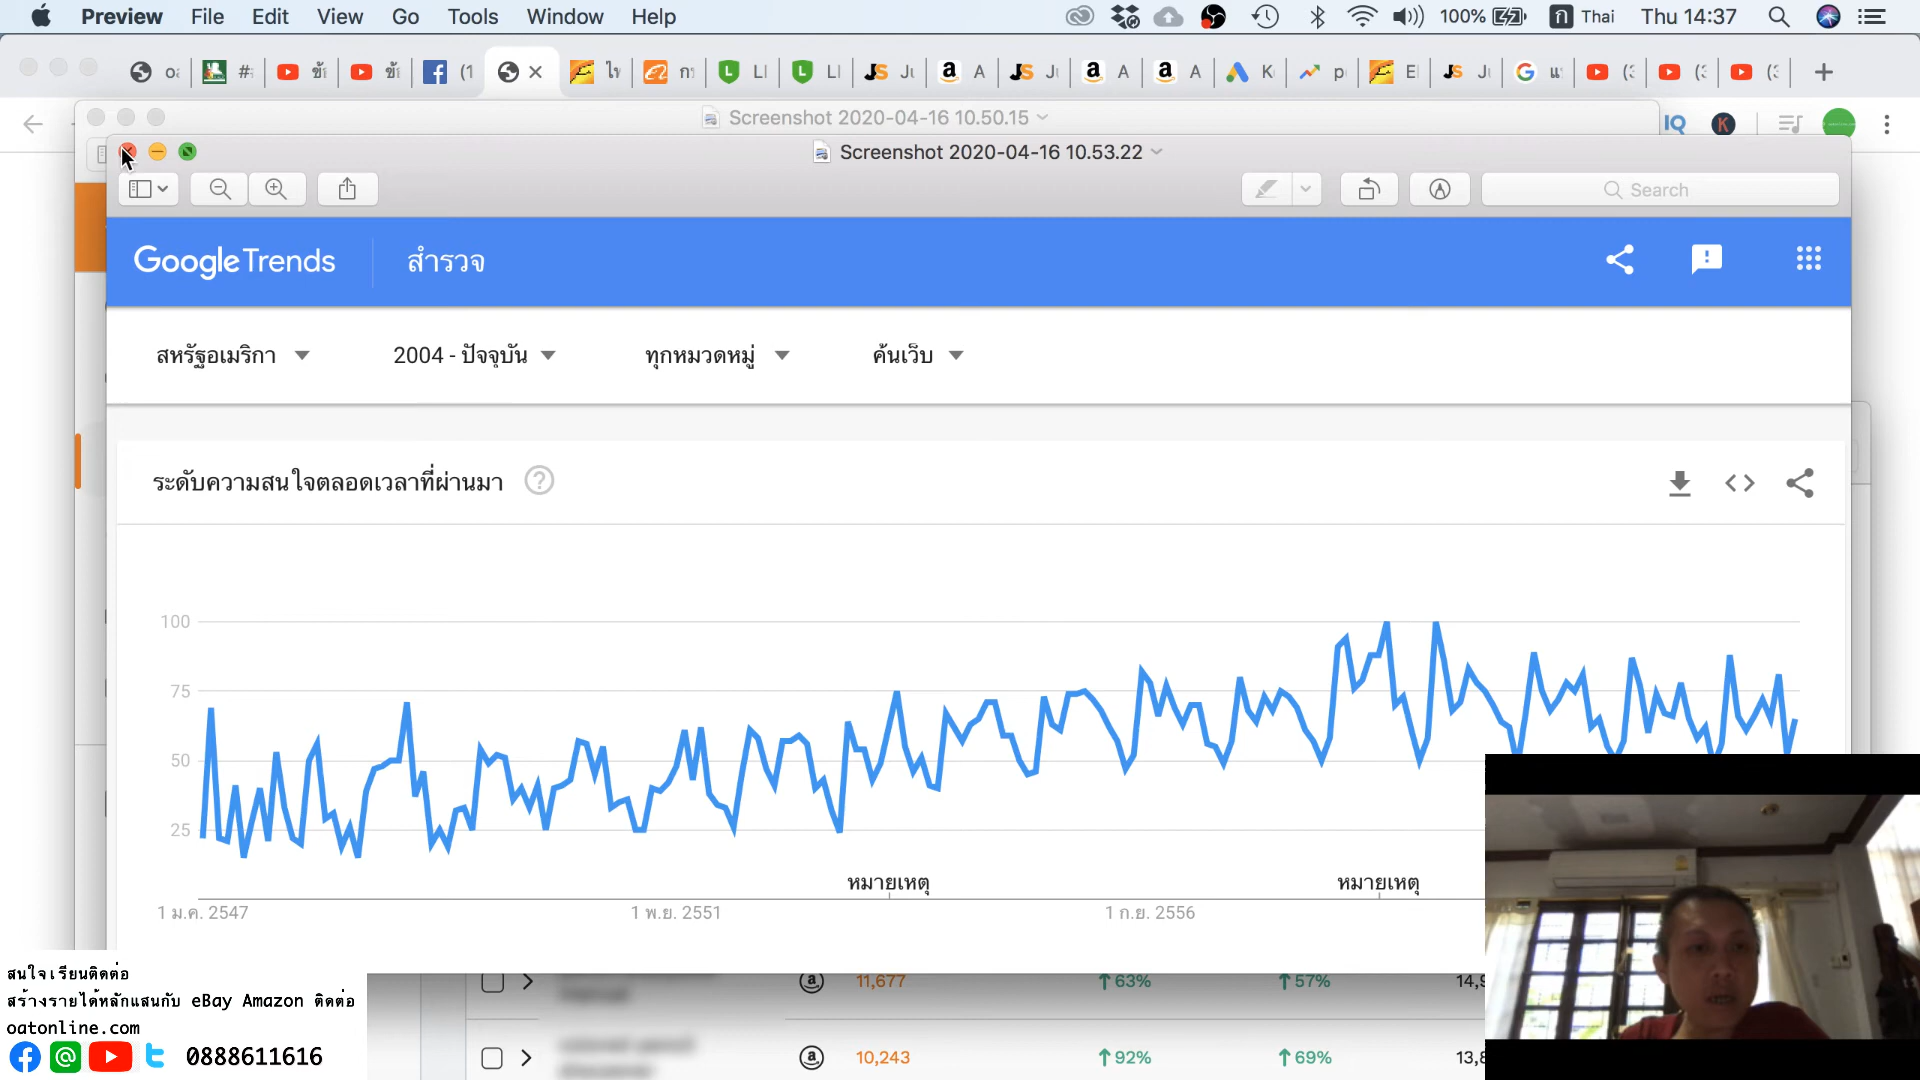 Preview File Edit View Go Tools Window Help 100% ก Thai Thu 14:37
Screenshot 2020-04-16 10.50.15
IQ K
Screenshot 2020-04-16 10.53.22
Search
Google Trends สำรวจ
สหรัฐอเมริกา 2004 - ปัจจุบัน ทุกหมวดหมู่ ค้นเว็บ
ระดับความสนใจตลอดเวลาที่ผ่านมา ?
100
75
50
25
หมายเหตุ หมายเหตุ
1 ม.ค. 2547 1 พ.ย. 2551 1 ก.ย. 2556
สนใจเรียนติดต่อ
สร้างรายได้หลักแสนกับ eBay Amazon ติดต่อ
oatonline.com
0888611616
11,677 63% 57%
10,243 92% 69%